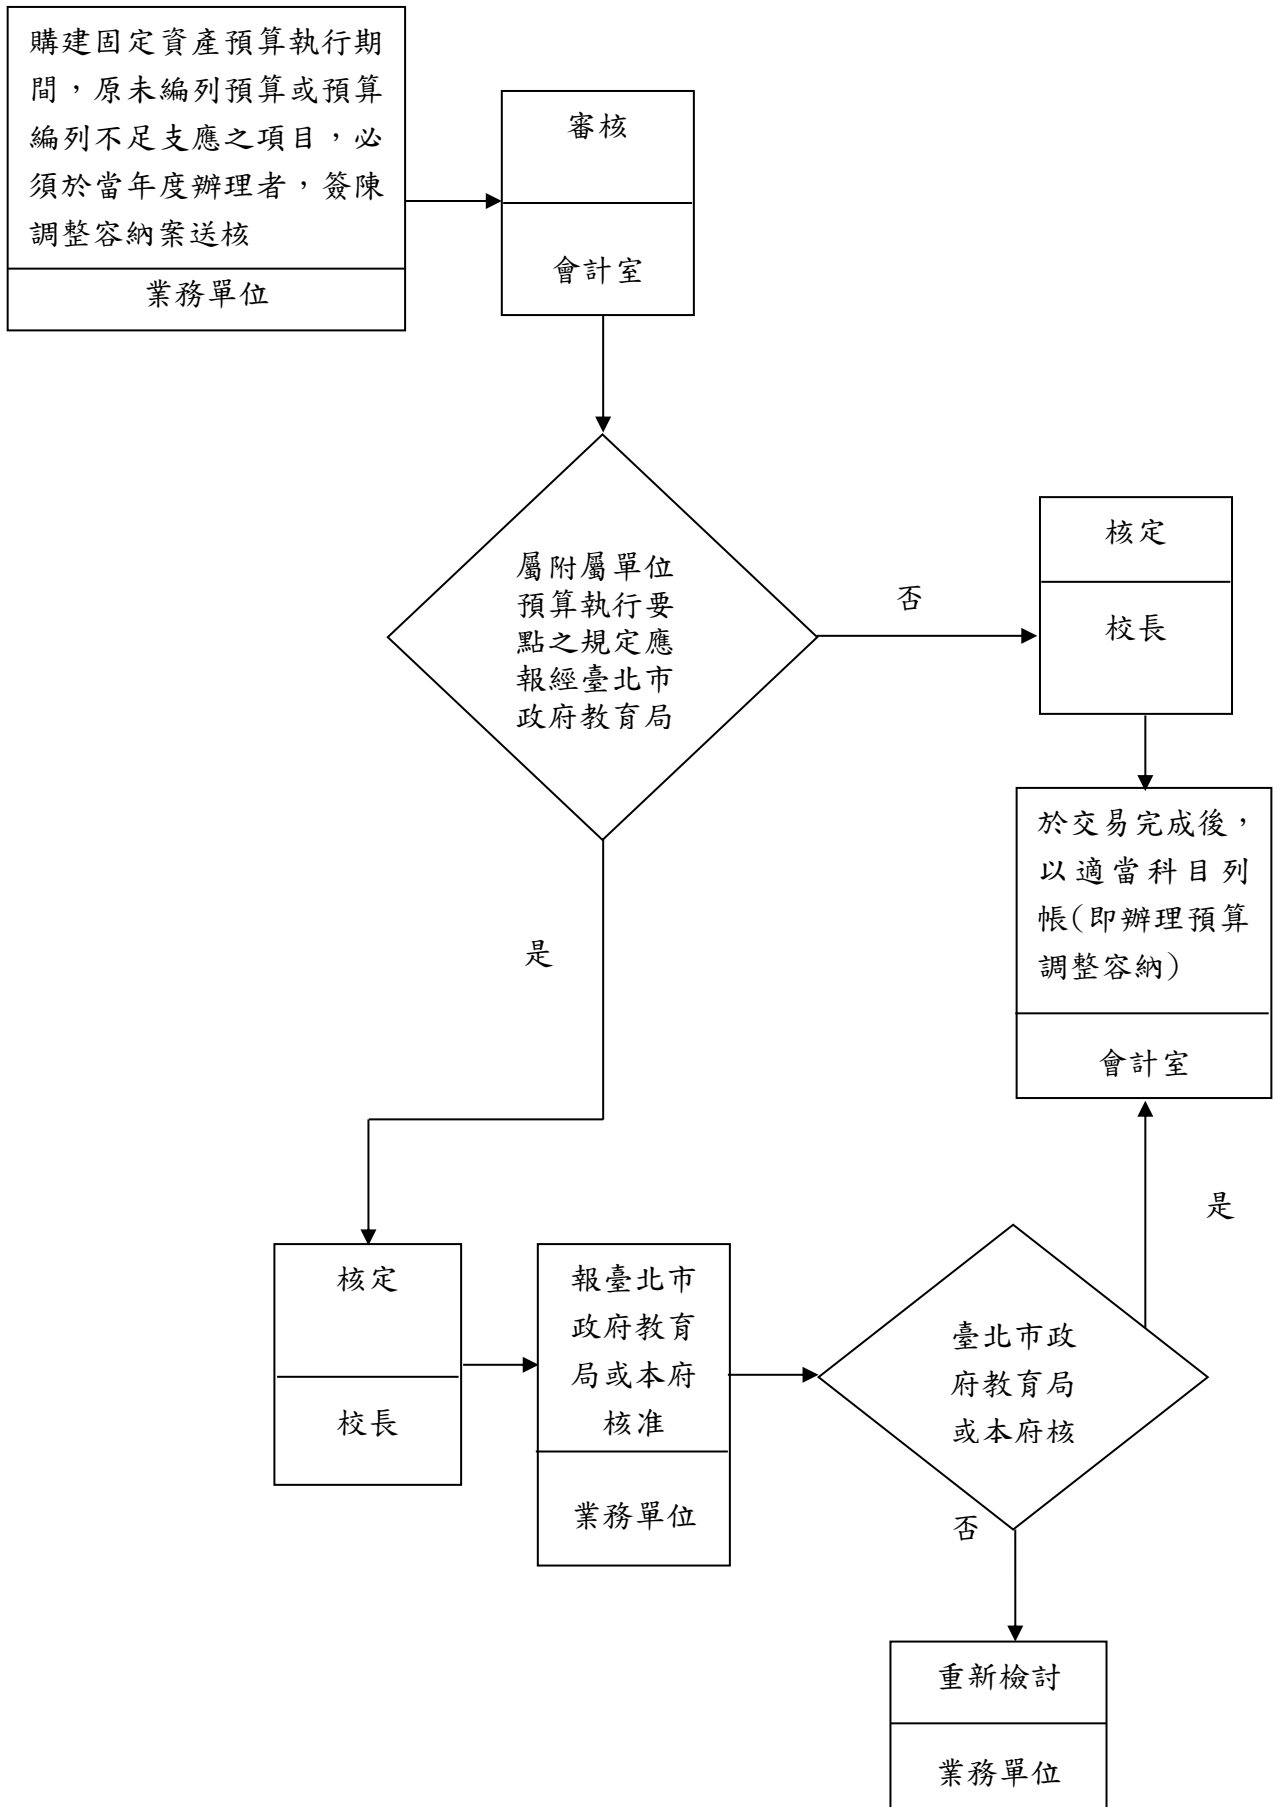 購建固定資產預算執行期
間，原未編列預算或預算
編列不足支應之項目，必
須於當年度辦理者，簽陳
調整容納案送核
業務單位
審核
會計室
屬附屬單位
預算執行要
點之規定應
報經臺北市
政府教育局
否
核定
校長
於交易完成後，
以適當科目列
帳(即辦理預算
調整容納)
會計室
是
是
核定
校長
報臺北市
政府教育
局或本府
核准
業務單位
臺北市政
府教育局
或本府核
否
重新檢討
業務單位